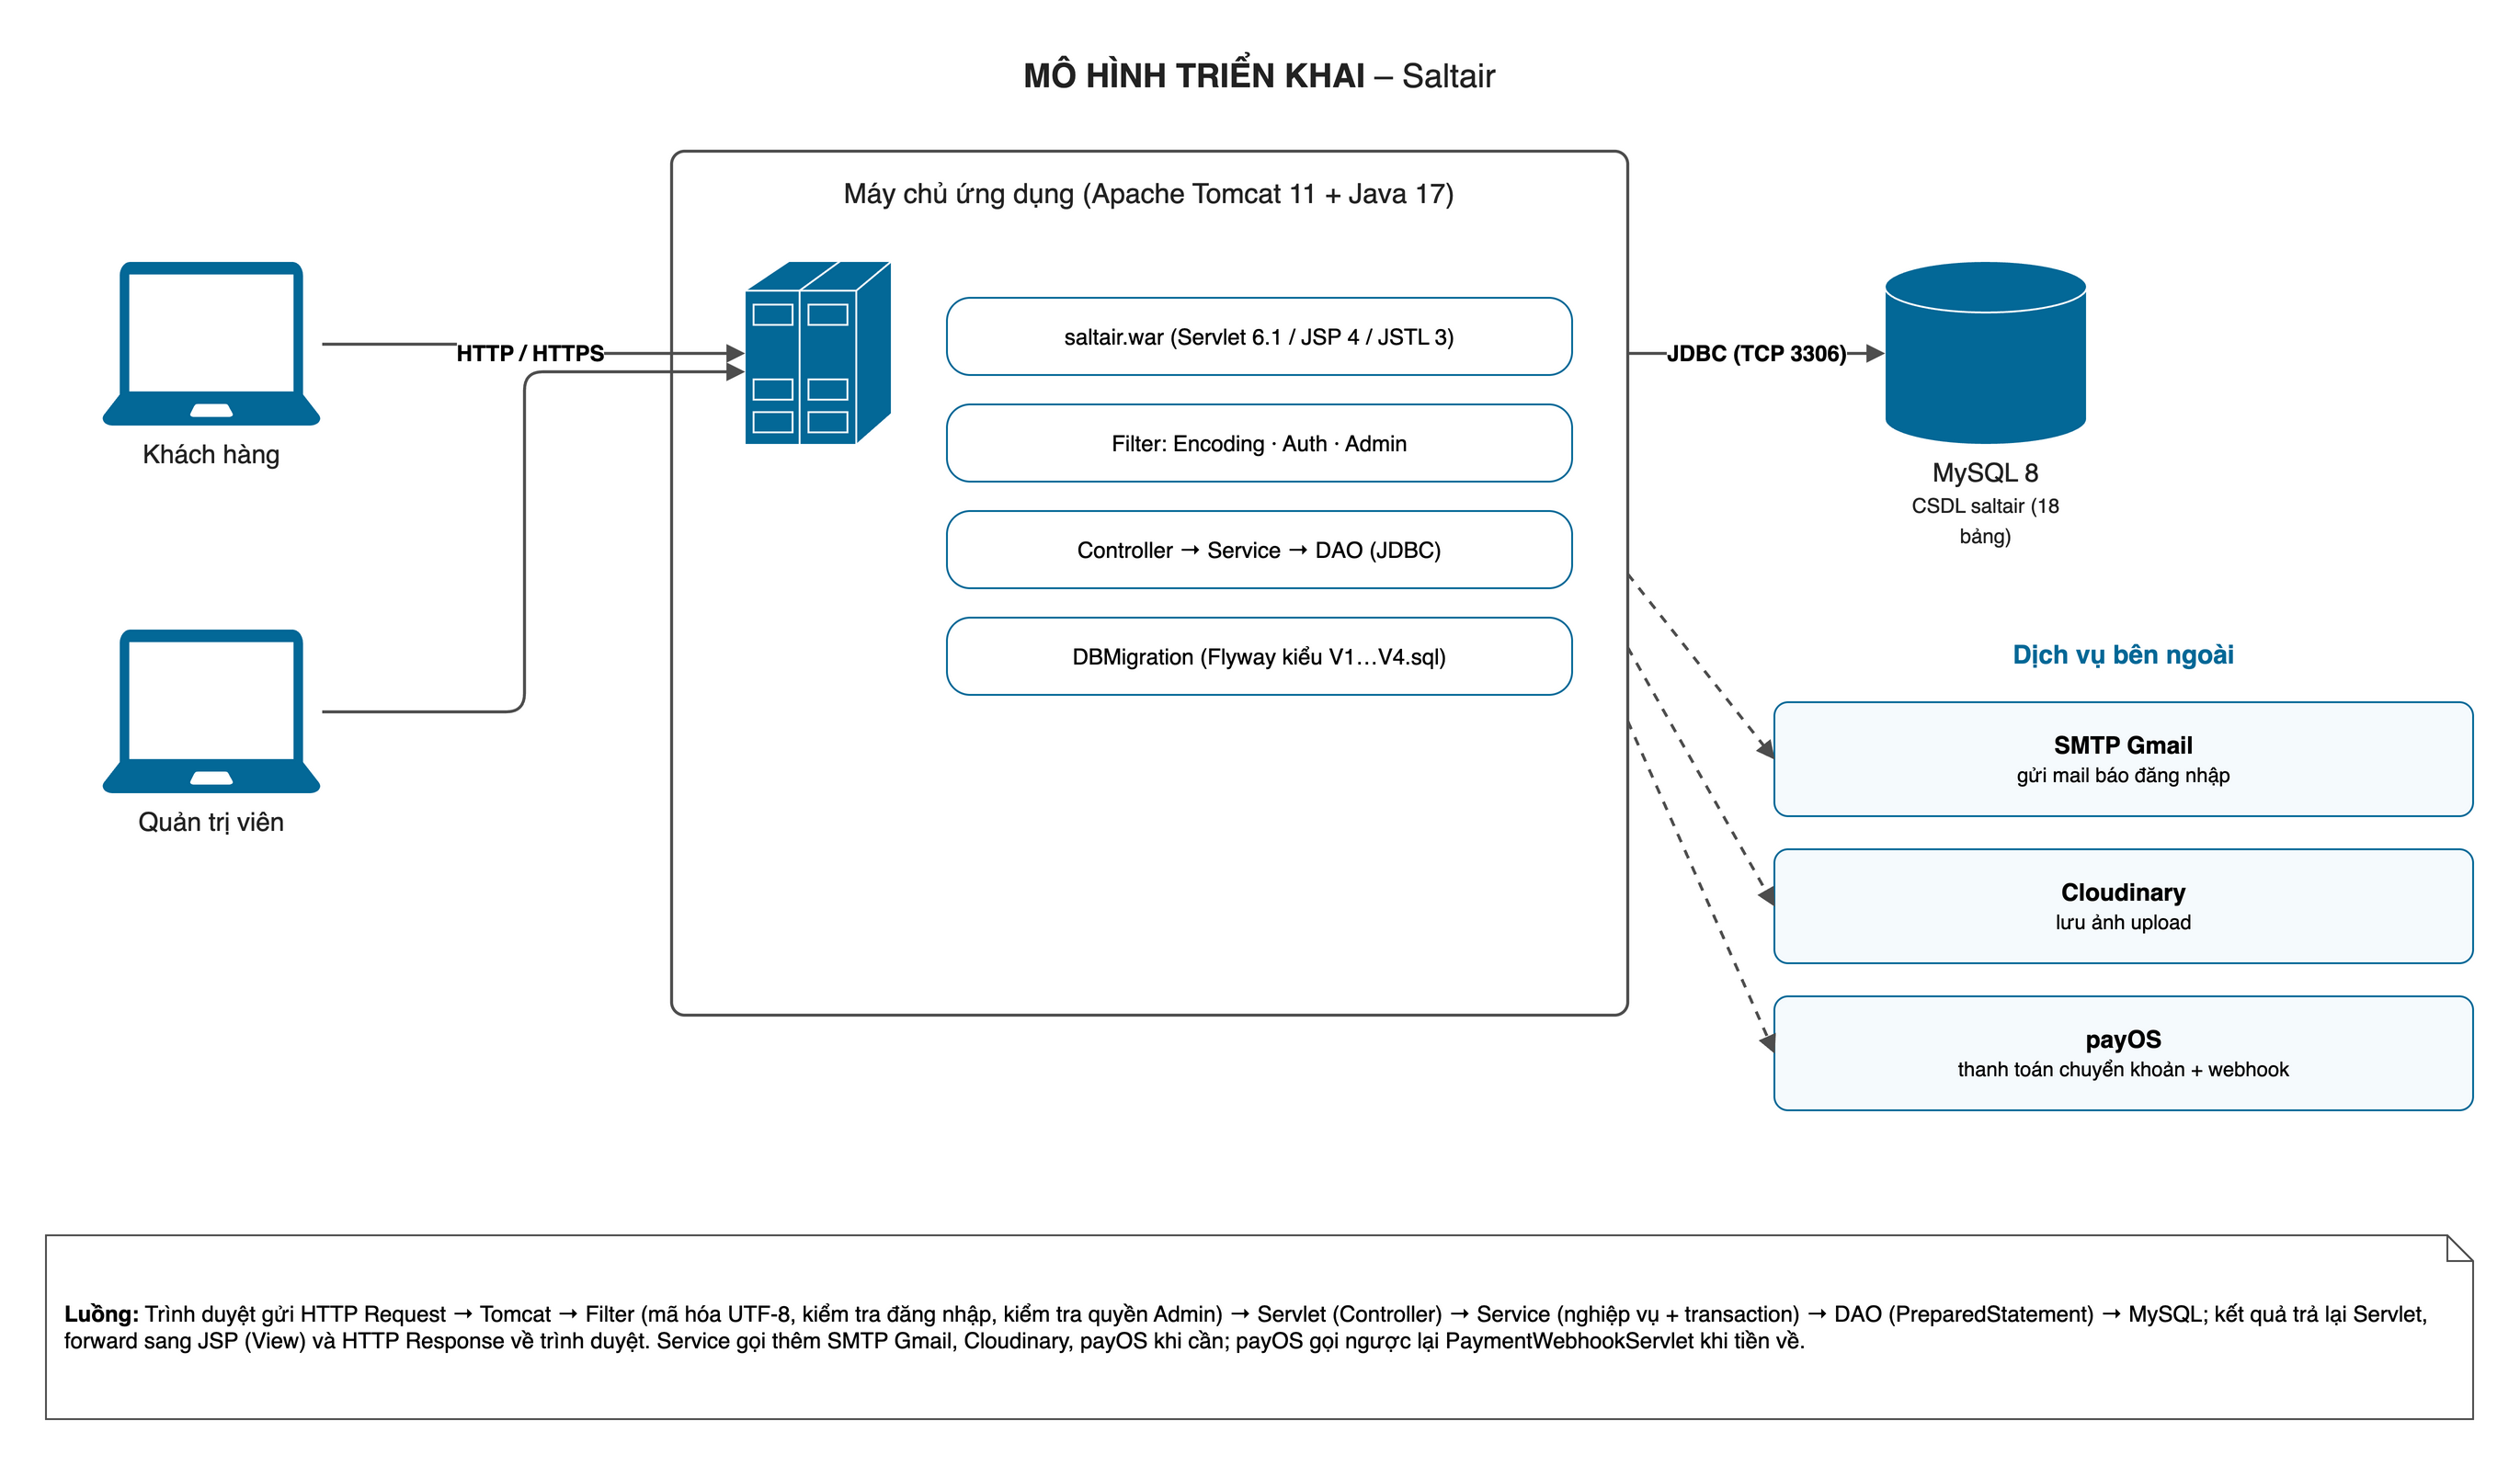 MÔ HÌNH TRIỂN KHAI – Saltair
Máy chủ ứng dụng (Apache Tomcat 11 + Java 17)
Khách hàng
Quản trị viên
HTTP / HTTPS
saltair.war (Servlet 6.1 / JSP 4 / JSTL 3)
Filter: Encoding · Auth · Admin
Controller → Service → DAO (JDBC)
DBMigration (Flyway kiểu V1…V4.sql)
JDBC (TCP 3306)
MySQL 8
CSDL saltair (18
bảng)
Dịch vụ bên ngoài
SMTP Gmail
gửi mail báo đăng nhập
Cloudinary
lưu ảnh upload
payOS
thanh toán chuyển khoản + webhook
Luồng: Trình duyệt gửi HTTP Request → Tomcat → Filter (mã hóa UTF-8, kiểm tra đăng nhập, kiểm tra quyền Admin) → Servlet (Controller) → Service (nghiệp vụ + transaction) → DAO (PreparedStatement) → MySQL; kết quả trả lại Servlet,
forward sang JSP (View) và HTTP Response về trình duyệt. Service gọi thêm SMTP Gmail, Cloudinary, payOS khi cần; payOS gọi ngược lại PaymentWebhookServlet khi tiền về.